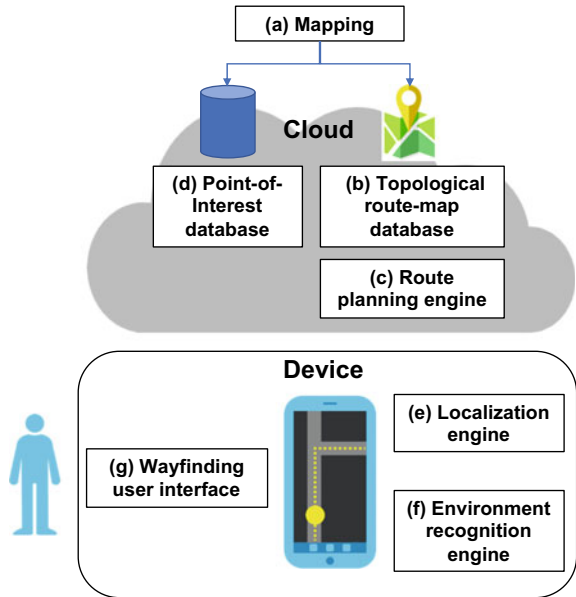 (a) Mapping
Cloud
(d) Point-of-
Interest
database
(b) Topological
route-map
database
(c) Route
planning engine
Device
(e) Localization
engine
(g) Wayfinding
user interface
(f) Environment
recognition
engine